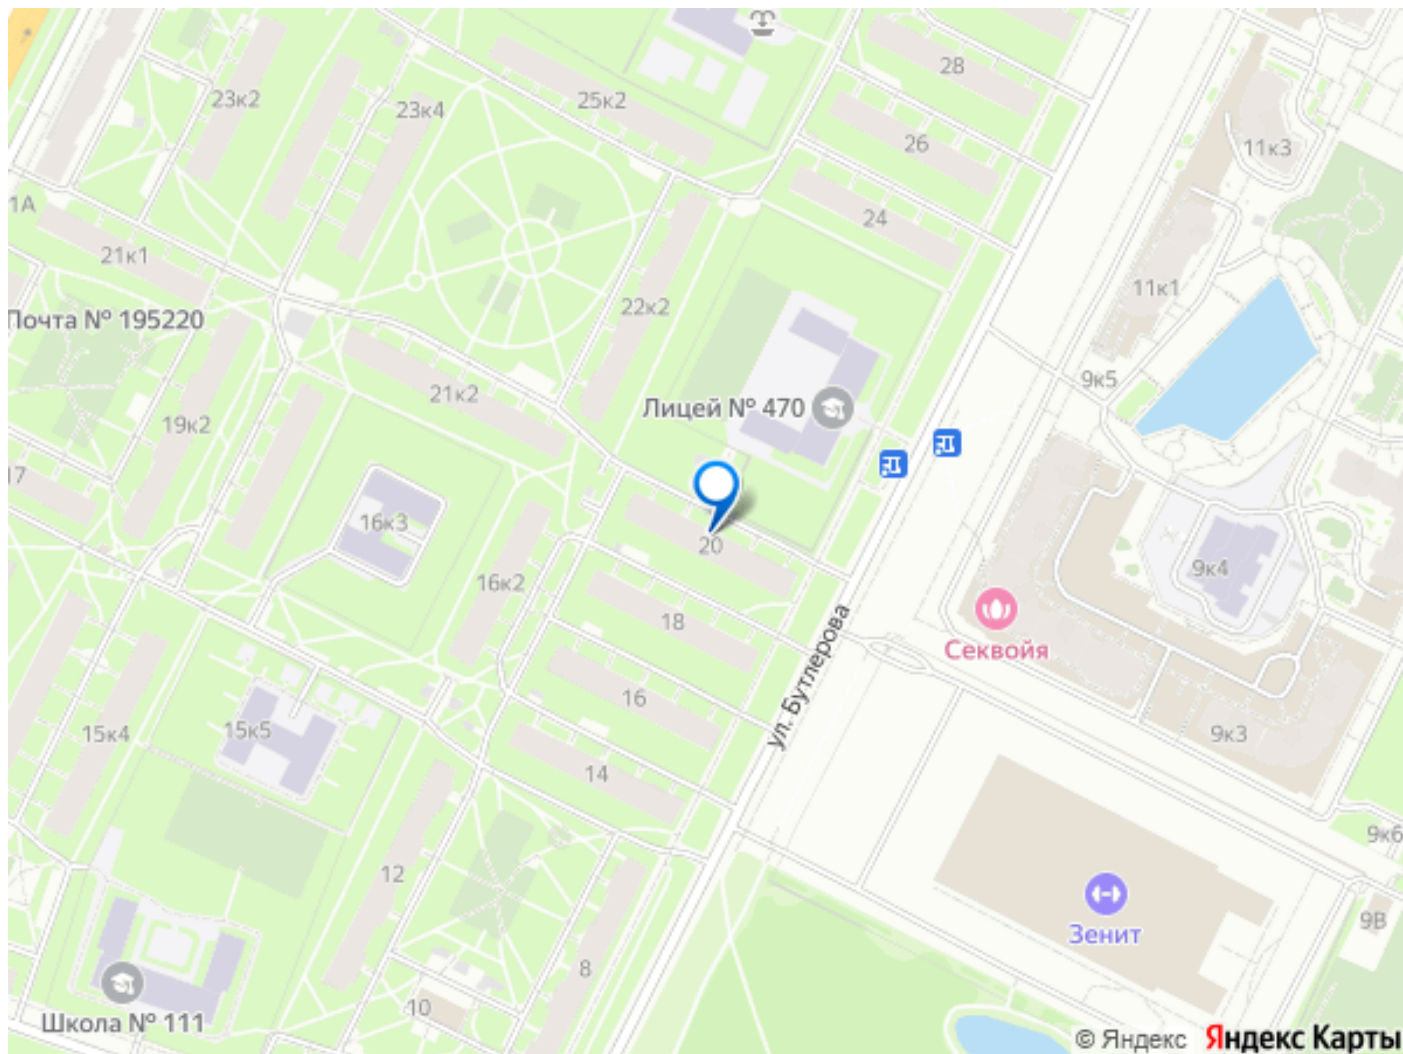 28
23к2
25к2
23к4
26
11к3
1А
24
21к1
11к1
22к2
Почта № 195220
9к5
21к2
Лицей № 470
19к2
17
16к3
20
9к4
16к2
18
Секвойя
ул. Бутлерова
16
15к5
15к4
9к3
14
9к6
12
9В
Зенит
8
10
Школа № 111
© Яндекс Яндекс Карты